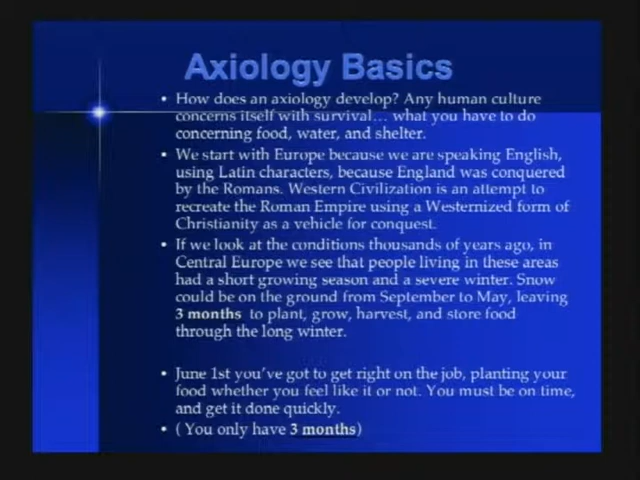 Axiology Basics
• How does an axiology develop? Any human culture
concerns itself with survival… what you have to do
concerning food, water, and shelter.
• We start with Europe because we are speaking English,
using Latin characters, because England was conquered
by the Romans. Western Civilization is an attempt to
recreate the Roman Empire using a Westernized form of
Christianity as a vehicle for conquest.
• If we look at the conditions thousands of years ago, in
Central Europe we see that people living in these areas
had a short growing season and a severe winter. Snow
could be on the ground from September to May, leaving
3 months to plant, grow, harvest, and store food
through the long winter.
• June 1st you've got to get right on the job, planting your
food whether you feel like it or not. You must be on time,
and get it done quickly.
• ( You only have 3 months)